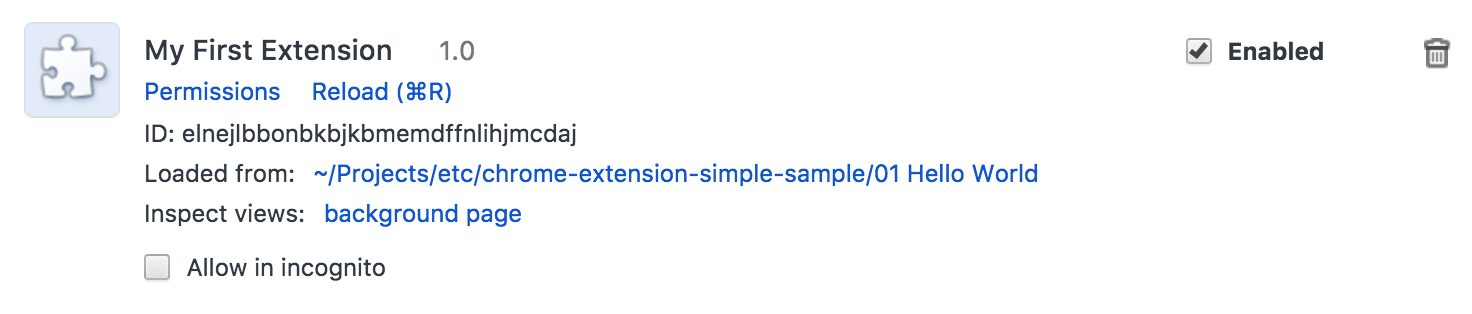 My First Extension 1.0 Enabled
Permissions Reload (⌘R)
ID: elnejlbbonbkbjkbmemdffnlihjmcdaj
Loaded from: ~/Projects/etc/chrome-extension-simple-sample/01 Hello World
Inspect views: background page
Allow in incognito